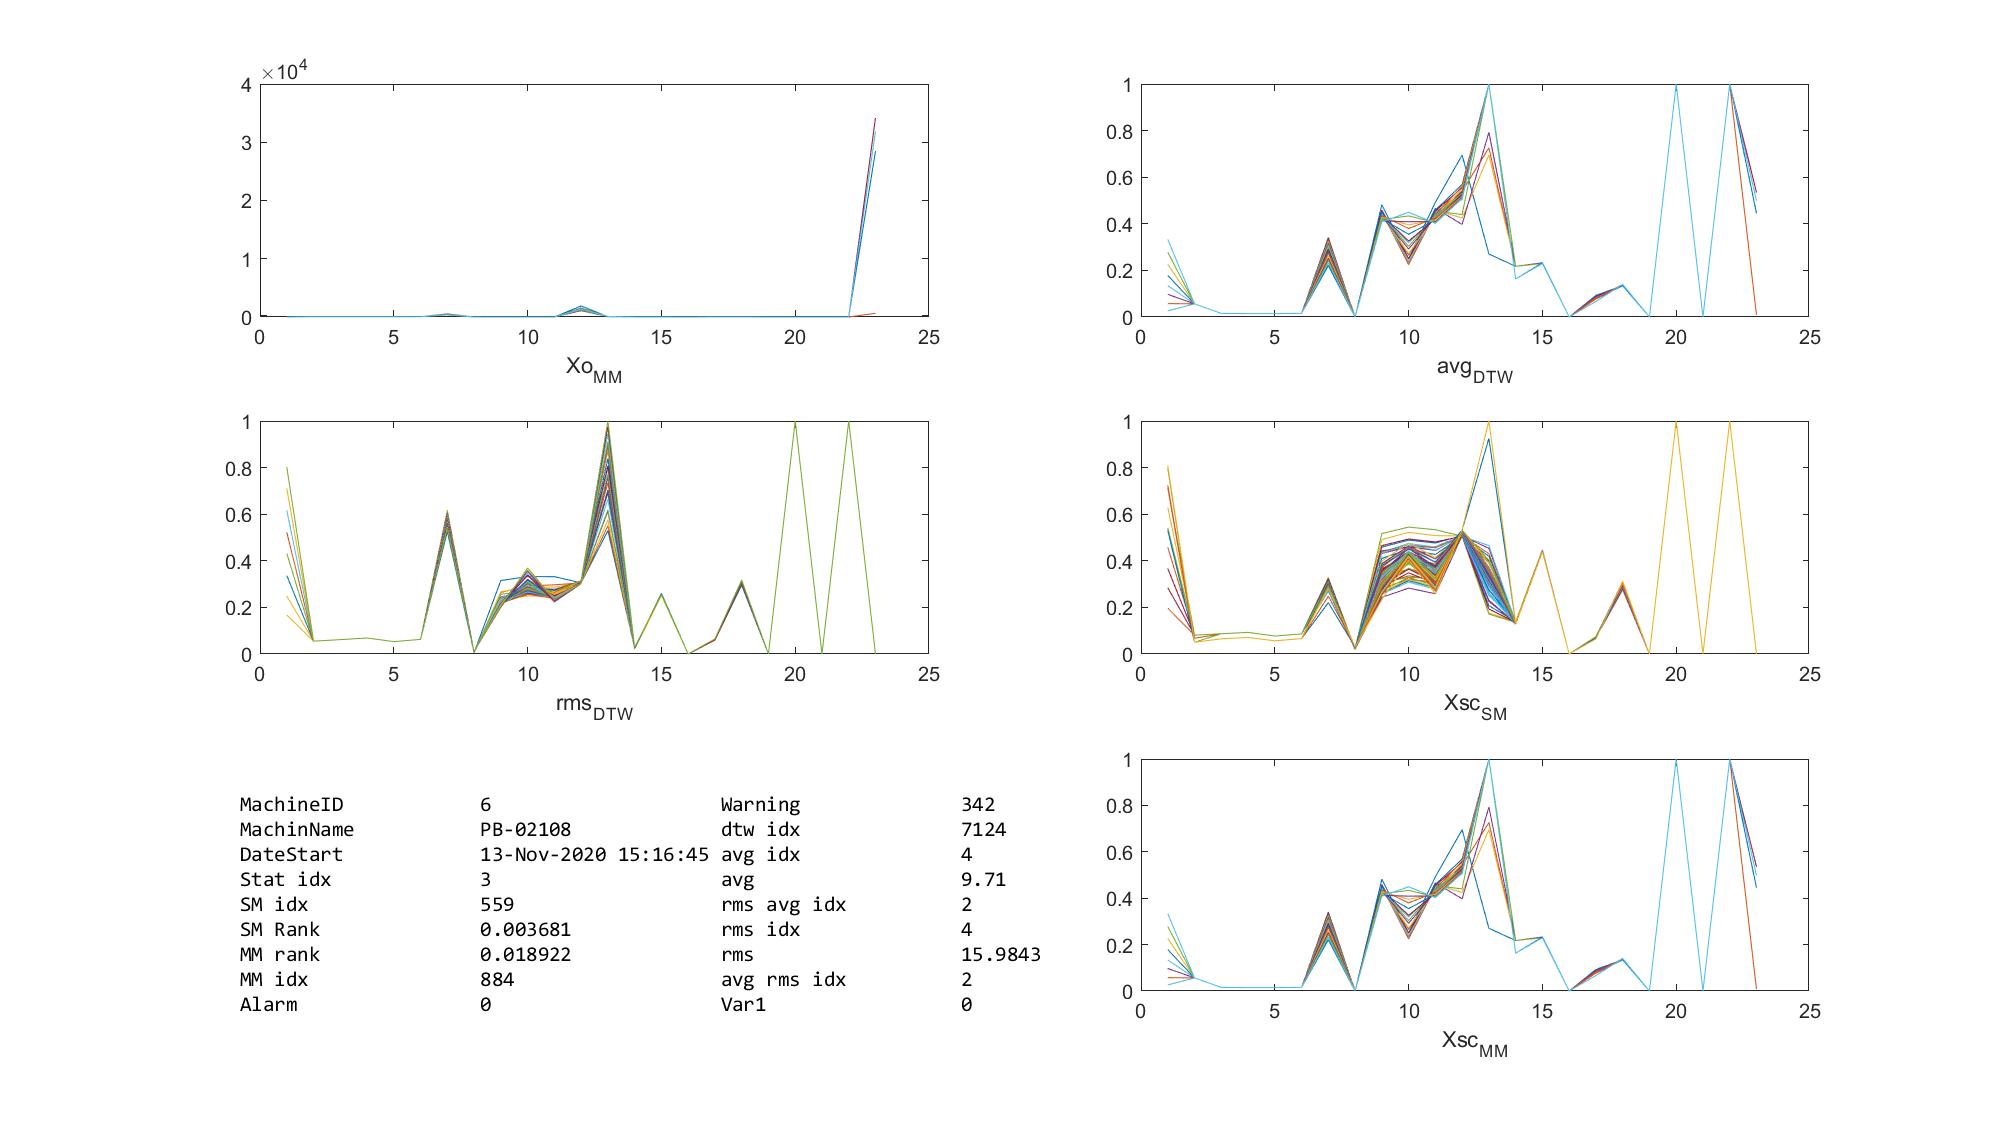 ×10⁴
4
3
2
1
0
0 5 10 15 20 25
Xo_MM
1
0.8
0.6
0.4
0.2
0
0 5 10 15 20 25
avg_DTW
1
0.8
0.6
0.4
0.2
0
0 5 10 15 20 25
rms_DTW
1
0.8
0.6
0.4
0.2
0
0 5 10 15 20 25
Xsc_SM
MachineID 6 Warning 342
MachinName PB-02108 dtw idx 7124
DateStart 13-Nov-2020 15:16:45 avg idx 4
Stat idx 3 avg 9.71
SM idx 559 rms avg idx 2
SM Rank 0.003681 rms idx 4
MM rank 0.018922 rms 15.9843
MM idx 884 avg rms idx 2
Alarm 0 Var1 0
1
0.8
0.6
0.4
0.2
0
0 5 10 15 20 25
Xsc_MM